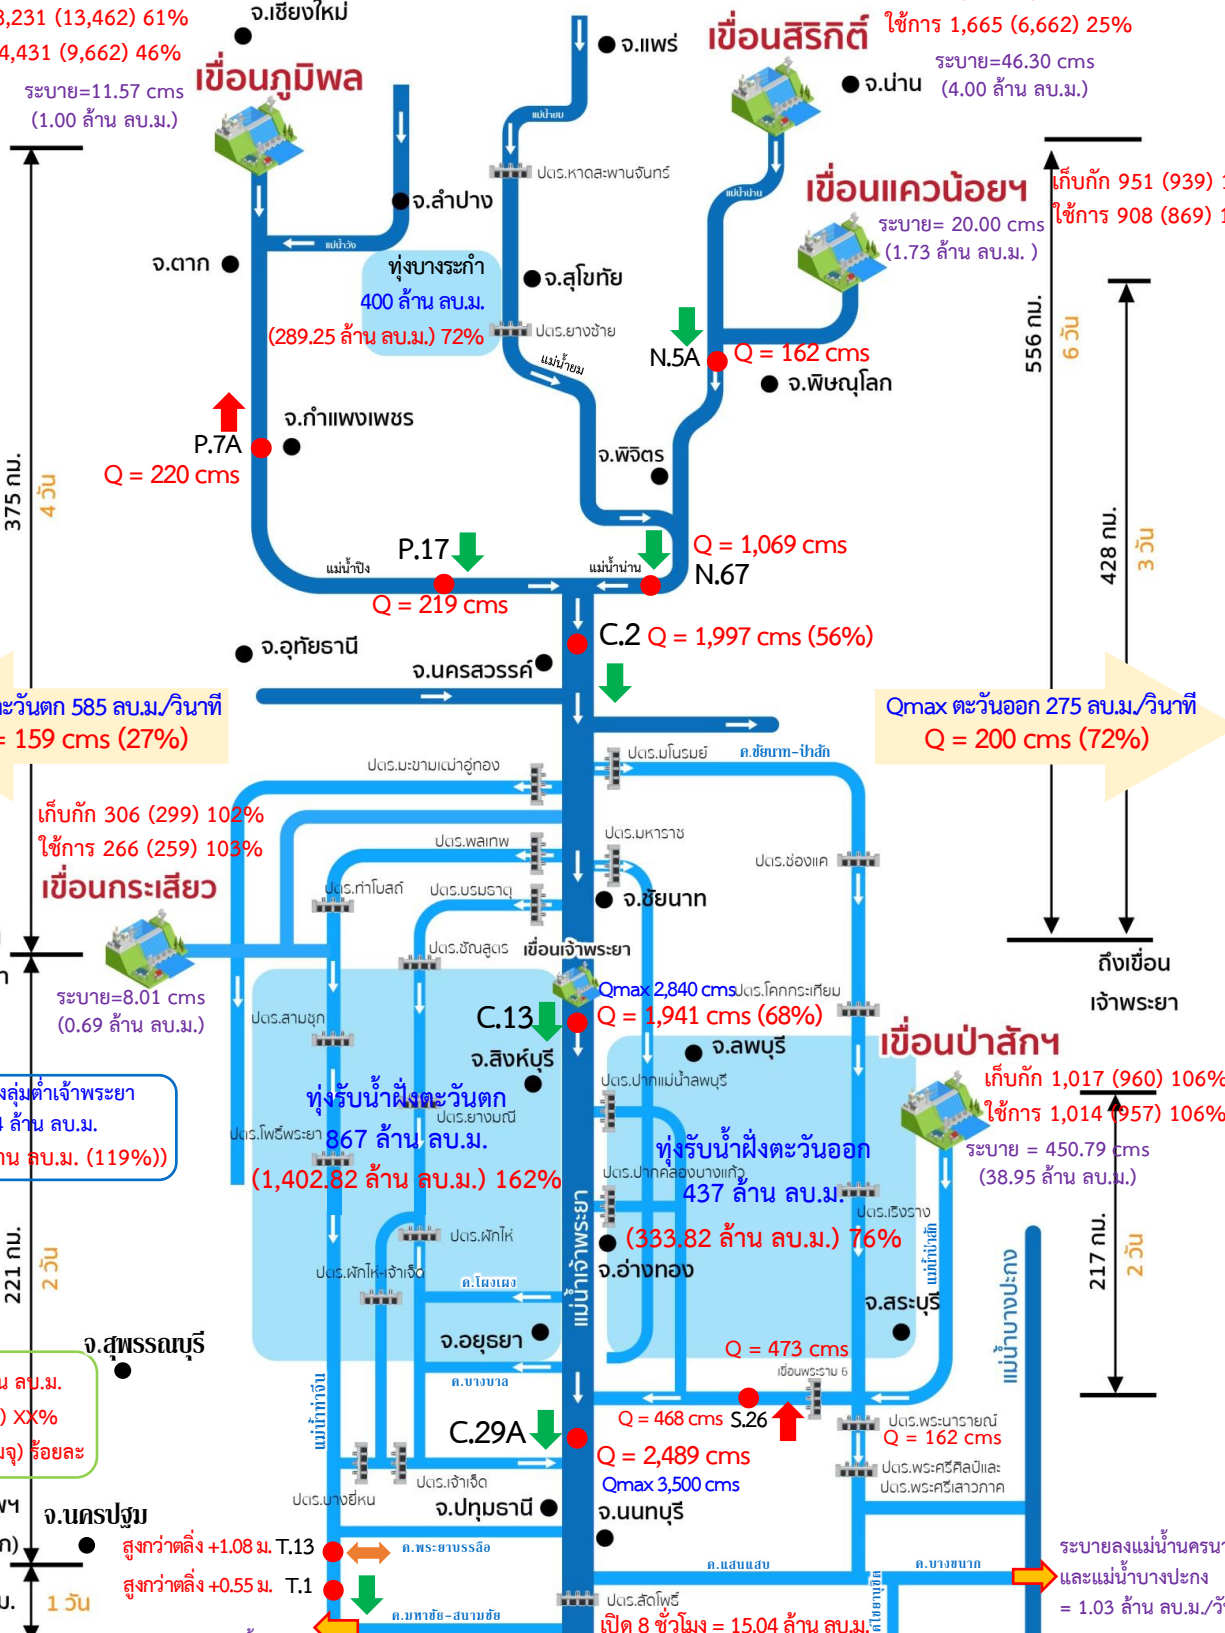 ,231 (13,462) 61%
4,431 (9,662) 46%
ระบาย=11.57 cms
(1.00 ล้าน ลบ.ม.)
จ.เชียงใหม่
เขื่อนภูมิพล
จ.แพร่
เขื่อนสิริกิติ์
ใช้การ 1,665 (6,662) 25%
ระบาย=46.30 cms
(4.00 ล้าน ลบ.ม.)
จ.น่าน
แม่น้ำยม
ปตร.หาดสะพานจันทร์
แม่น้ำน่าน
เขื่อนแควน้อยฯ
เก็บกัก 951 (939) 1
ใช้การ 908 (869) 1
ระบาย= 20.00 cms
(1.73 ล้าน ลบ.ม. )
จ.ลำปาง
แม่น้ำวัง
จ.ตาก
ทุ่งบางระกำ
400 ล้าน ลบ.ม.
(289.25 ล้าน ลบ.ม.) 72%
จ.สุโขทัย
ปตร.ยางซ้าย
แม่น้ำยม
N.5A
Q = 162 cms
จ.พิษณุโลก
556 กม.
6 วัน
จ.กำแพงเพชร
P.7A
Q = 220 cms
จ.พิจิตร
375 กม.
4 วัน
428 กม.
3 วัน
P.17
แม่น้ำปิง
Q = 219 cms
แม่น้ำน่าน
Q = 1,069 cms
N.67
C.2
Q = 1,997 cms (56%)
จ.อุทัยธานี
จ.นครสวรรค์
ะวันตก 585 ลบ.ม./วินาที
= 159 cms (27%)
Qmax ตะวันออก 275 ลบ.ม./วินาที
Q = 200 cms (72%)
ปตร.มะขามเฒ่าอู่ทอง
ปตร.มโนรมย์
ค.ชัยนาท-ป่าสัก
เก็บกัก 306 (299) 102%
ใช้การ 266 (259) 103%
เขื่อนกระเสียว
ปตร.พลเทพ
ปตร.มหาราช
ปตร.ช่องแค
ปตร.ท่าโบสถ์
ปตร.บรมธาตุ
จ.ชัยนาท
ปตร.ชัณสูตร
เขื่อนเจ้าพระยา
ถึงเขื่อน
เจ้าพระยา
ระบาย=8.01 cms
(0.69 ล้าน ลบ.ม.)
ปตร.สามชุก
C.13
Qmax 2,840 cms
Q = 1,941 cms (68%)
ปตร.โคกกระเทียม
จ.สิงห์บุรี
จ.ลพบุรี
เขื่อนป่าสักฯ
เก็บกัก 1,017 (960) 106%
ใช้การ 1,014 (957) 106%
ระบาย = 450.79 cms
(38.95 ล้าน ลบ.ม.)
งลุ่มต่ำเจ้าพระยา
ล้าน ลบ.ม.
าน ลบ.ม. (119%))
ปตร.โพธิ์พระยา
ทุ่งรับน้ำฝั่งตะวันตก
867 ล้าน ลบ.ม.
(1,402.82 ล้าน ลบ.ม.) 162%
ปตร.ยางมณี
ปตร.ปากแม่น้ำลพบุรี
ทุ่งรับน้ำฝั่งตะวันออก
ปตร.ปากคลองบางแก้ว
437 ล้าน ลบ.ม.
(333.82 ล้าน ลบ.ม.) 76%
ปตร.เริงราง
แม่น้ำป่าสัก
แม่น้ำเจ้าพระยา
จ.อ่างทอง
แม่น้ำบางปะกง
217 กม.
2 วัน
221 กม.
2 วัน
ปตร.ผักไห่
ปตร.ผักไห่-เจ้าเจ็ด
ค.โผงเผง
จ.สระบุรี
จ.สุพรรณบุรี
จ.อยุธยา
ค.บางบาล
Q = 473 cms
เขื่อนพระราม 6
น ลบ.ม.
) XX%
มจุ) ร้อยละ
แม่น้ำท่าจีน
Q = 468 cms
S.26
ปตร.พระนารายณ์
Q = 162 cms
C.29A
Q = 2,489 cms
Qmax 3,500 cms
ปตร.พระศรีศิลป์และ
ปตร.พระศรีเสาวภาค
ปตร.เจ้าเจ็ด
ปตร.บางยี่หน
จ.ปทุมธานี
จ.นนทบุรี
จ.นครปฐม
สูงกว่าตลิ่ง +1.08 ม. T.13
ค.พระยาบรรลือ
สูงกว่าตลิ่ง +0.55 ม. T.1
1 วัน
ค.มหาชัย-สนามชัย
ปตร.ลัดโพธิ์
เปิด 8 ชั่วโมง = 15.04 ล้าน ลบ.ม.
ค.แสนแสบ
ค.บางขนาก
ระบายลงแม่น้ำนครนา
และแม่น้ำบางปะกง
= 1.03 ล้าน ลบ.ม./วั